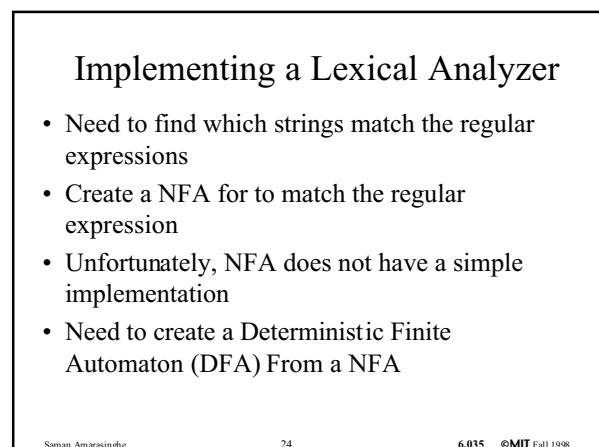 Implementing a Lexical Analyzer
• Need to find which strings match the regular
expressions
• Create a NFA for to match the regular
expression
• Unfortunately, NFA does not have a simple
implementation
• Need to create a Deterministic Finite
Automaton (DFA) From a NFA
Saman Amarasinghe 24 6.035 ©MIT Fall 1998